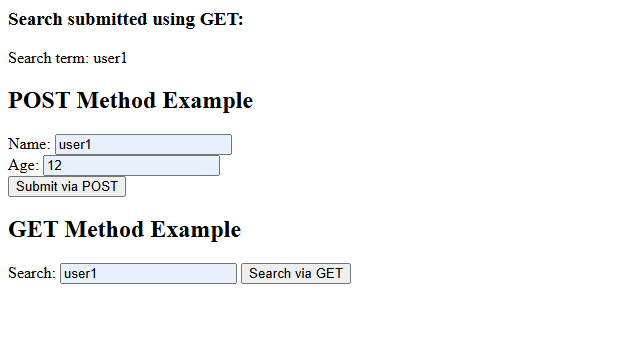 Search submitted using GET:
Search term: user1
POST Method Example
Name: user1
Age: 12
Submit via POST
GET Method Example
Search: user1 Search via GET